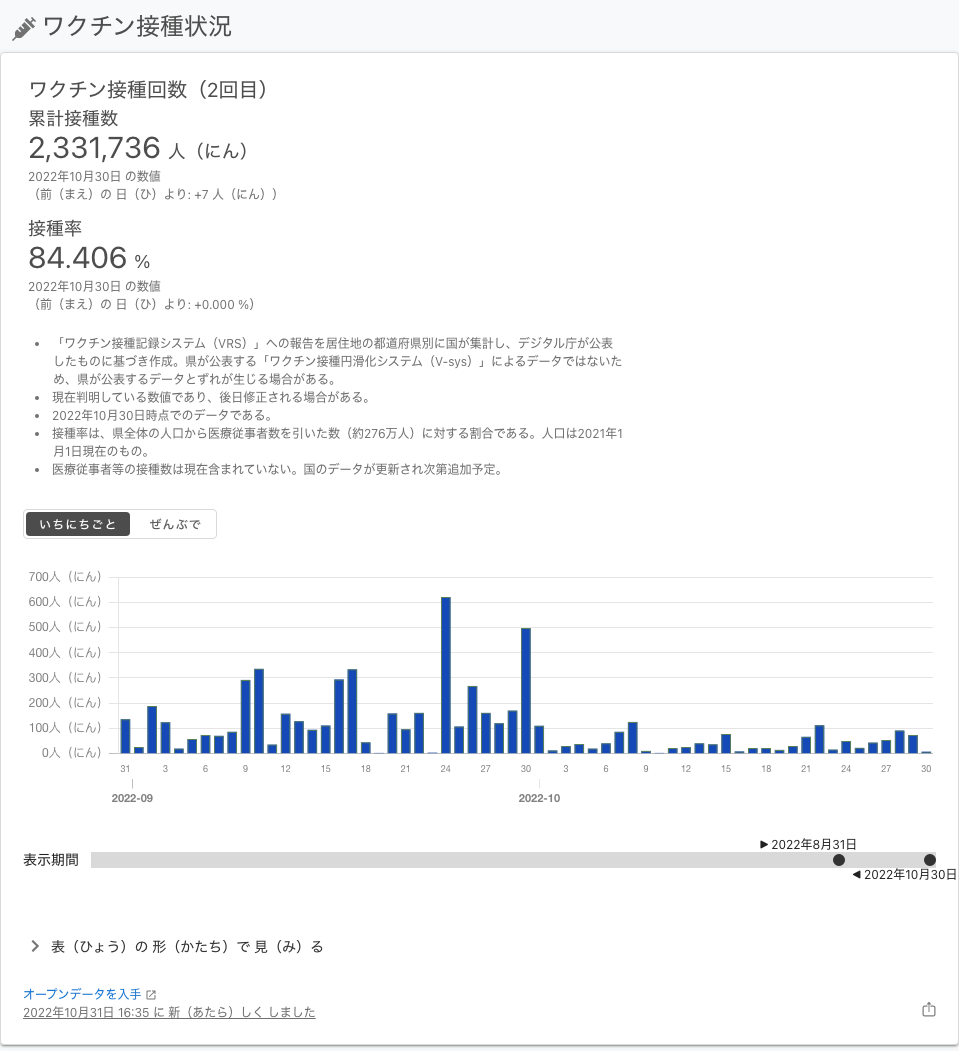 ワクチン接種状況
ワクチン接種回数（2回目）
累計接種数
2,331,736 人（にん）
2022年10月30日 の数値
（前（まえ）の 日（ひ）より: +7 人（にん））
接種率
84.406 %
2022年10月30日 の数値
（前（まえ）の 日（ひ）より: +0.000 %）
• 「ワクチン接種記録システム（VRS）」への報告を居住地の都道府県別に国が集計し、デジタル庁が公表
したものに基づき作成。県が公表する「ワクチン接種円滑化システム（V-sys）」によるデータではないた
め、県が公表するデータとずれが生じる場合がある。
• 現在判明している数値であり、後日修正される場合がある。
• 2022年10月30日時点でのデータである。
• 接種率は、県全体の人口から医療従事者数を引いた数（約276万人）に対する割合である。人口は2021年1
月1日現在のもの。
• 医療従事者等の接種数は現在含まれていない。国のデータが更新され次第追加予定。
いちにちごと ぜんぶで
700人（にん）
600人（にん）
500人（にん）
400人（にん）
300人（にん）
200人（にん）
100人（にん）
0人（にん）
31 3 6 9 12 15 18 21 24 27 30 3 6 9 12 15 18 21 24 27 30
2022-09 2022-10
▶ 2022年8月31日
表示期間
◀ 2022年10月30日
表（ひょう）の 形（かたち）で 見（み）る
オープンデータを入手
2022年10月31日 16:35 に 新（あたら）しく しました